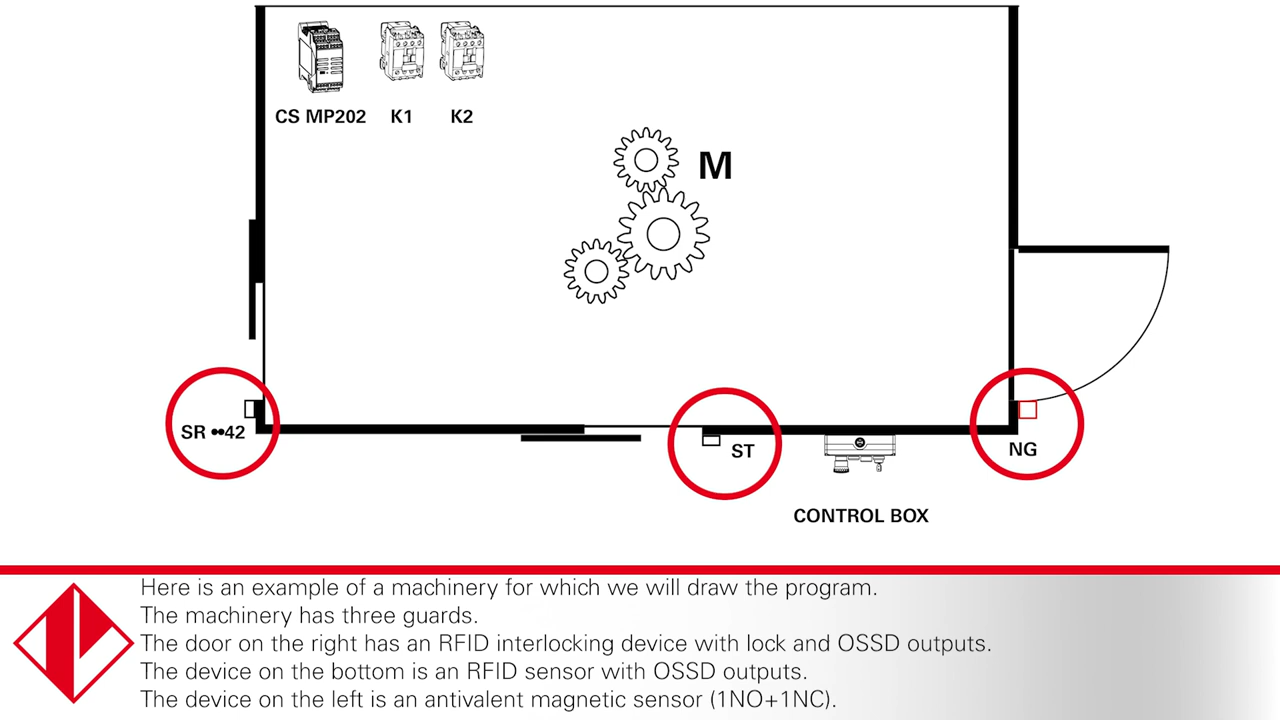 CS MP202 K1 K2
M
SR ••42
ST
NG
CONTROL BOX
Here is an example of a machinery for which we will draw the program.
The machinery has three guards.
The door on the right has an RFID interlocking device with lock and OSSD outputs.
The device on the bottom is an RFID sensor with OSSD outputs.
The device on the left is an antivalent magnetic sensor (1NO+1NC).